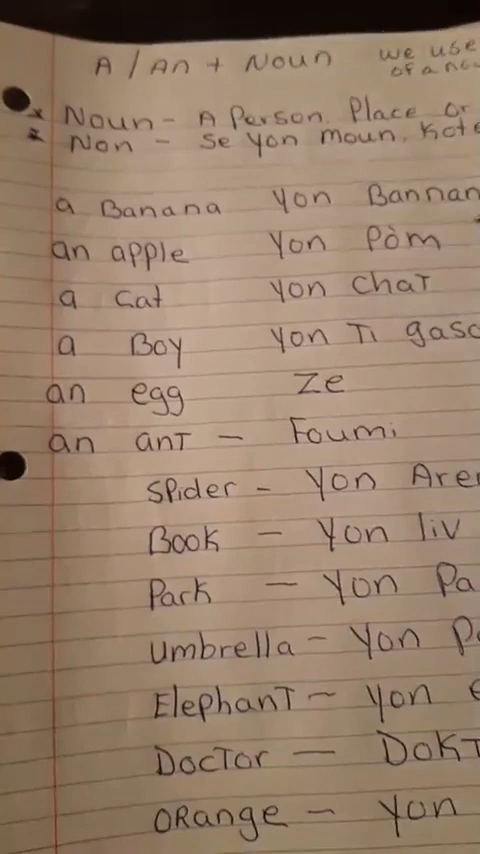 A / An + Noun we use
of a
* Noun - A Person, Place or
* Non - Se yon moun, Kote
a Banana Yon Bannan
an apple Yon Pòm
a Cat Yon ChaT
a Boy Yon Ti gaso
an egg Ze
an anT - Foumi
Spider - Yon Are
Book - Yon liv
Park - Yon Pa
Umbrella - Yon Pa
ElephanT - Yon
DocTor - DokT
ORange - Yon